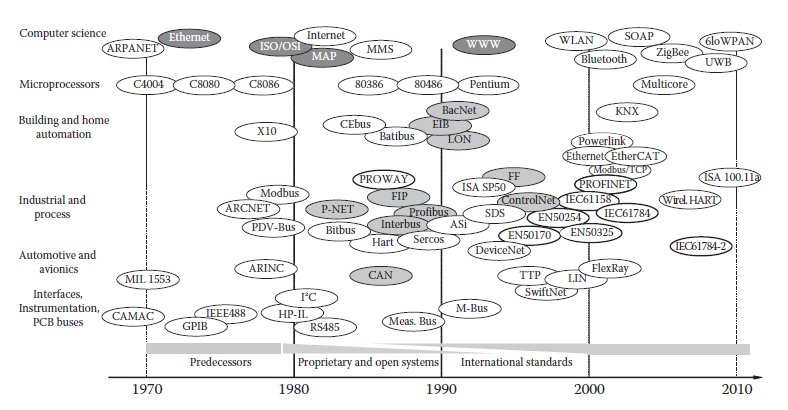 Computer science
ARPANET
Ethernet
ISO/OSI
Internet
MAP
MMS
WWW
WLAN
SOAP
Bluetooth
ZigBee
6loWPAN
UWB
Microprocessors
C4004
C8080
C8086
80386
80486
Pentium
Multicore
Building and home
automation
X10
CEbus
Batibus
BacNet
EIB
LON
KNX
Powerlink
Ethernet
EtherCAT
Modbus/TCP
PROFINET
ISA 100.11a
Industrial and
process
Modbus
ARCNET
PDV-Bus
PROWAY
FIP
P-NET
Profibus
Interbus
Bitbus
Hart
Sercos
ASi
FF
ISA SP50
ControlNet
SDS
IEC61158
EN50254
IEC61784
EN50170
EN50325
DeviceNet
Wirel.HART
IEC61784-2
Automotive and
avionics
MIL 1553
ARINC
CAN
TTP
SwiftNet
LIN
FlexRay
Interfaces,
Instrumentation,
PCB buses
CAMAC
GPIB
IEEE488
HP-IL
I²C
RS485
Meas. Bus
M-Bus
Predecessors
Proprietary and open systems
International standards
1970
1980
1990
2000
2010